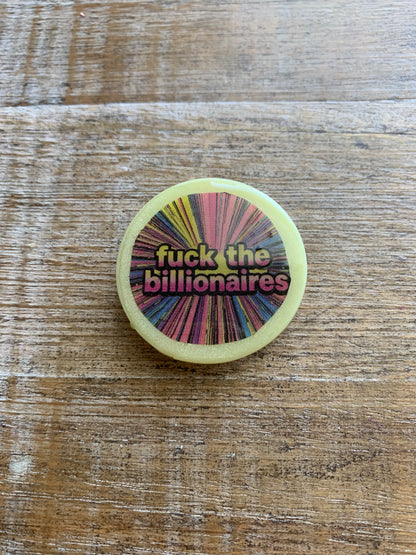 fuck the
billionaires